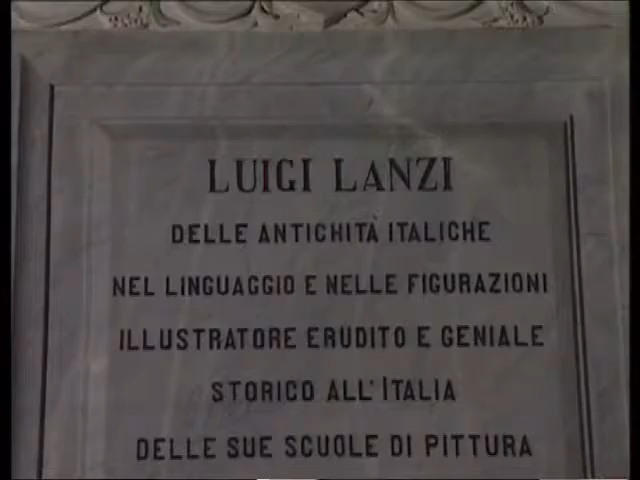 LUIGI LANZI
DELLE ANTICHITÀ ITALICHE
NEL LINGUAGGIO E NELLE FIGURAZIONI
ILLUSTRATORE ERUDITO E GENIALE
STORICO ALL'ITALIA
DELLE SUE SCUOLE DI PITTURA